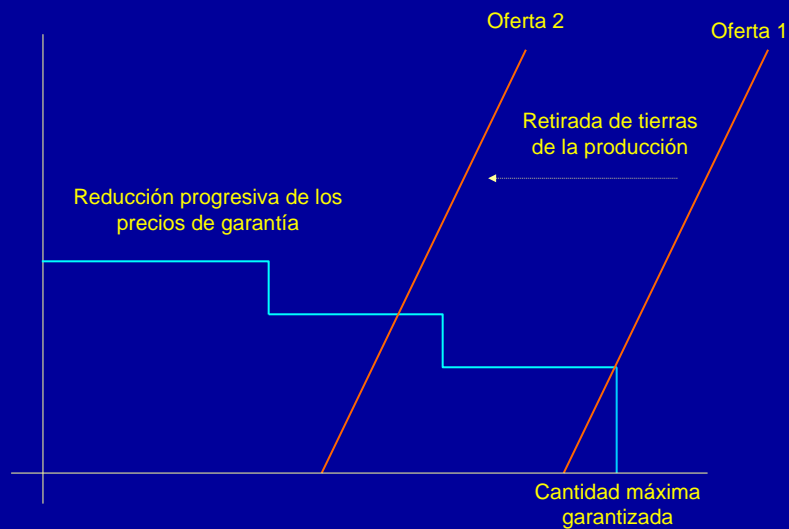 Oferta 2
Oferta 1
Retirada de tierras
de la producción
Reducción progresiva de los
precios de garantía
Cantidad máxima
garantizada